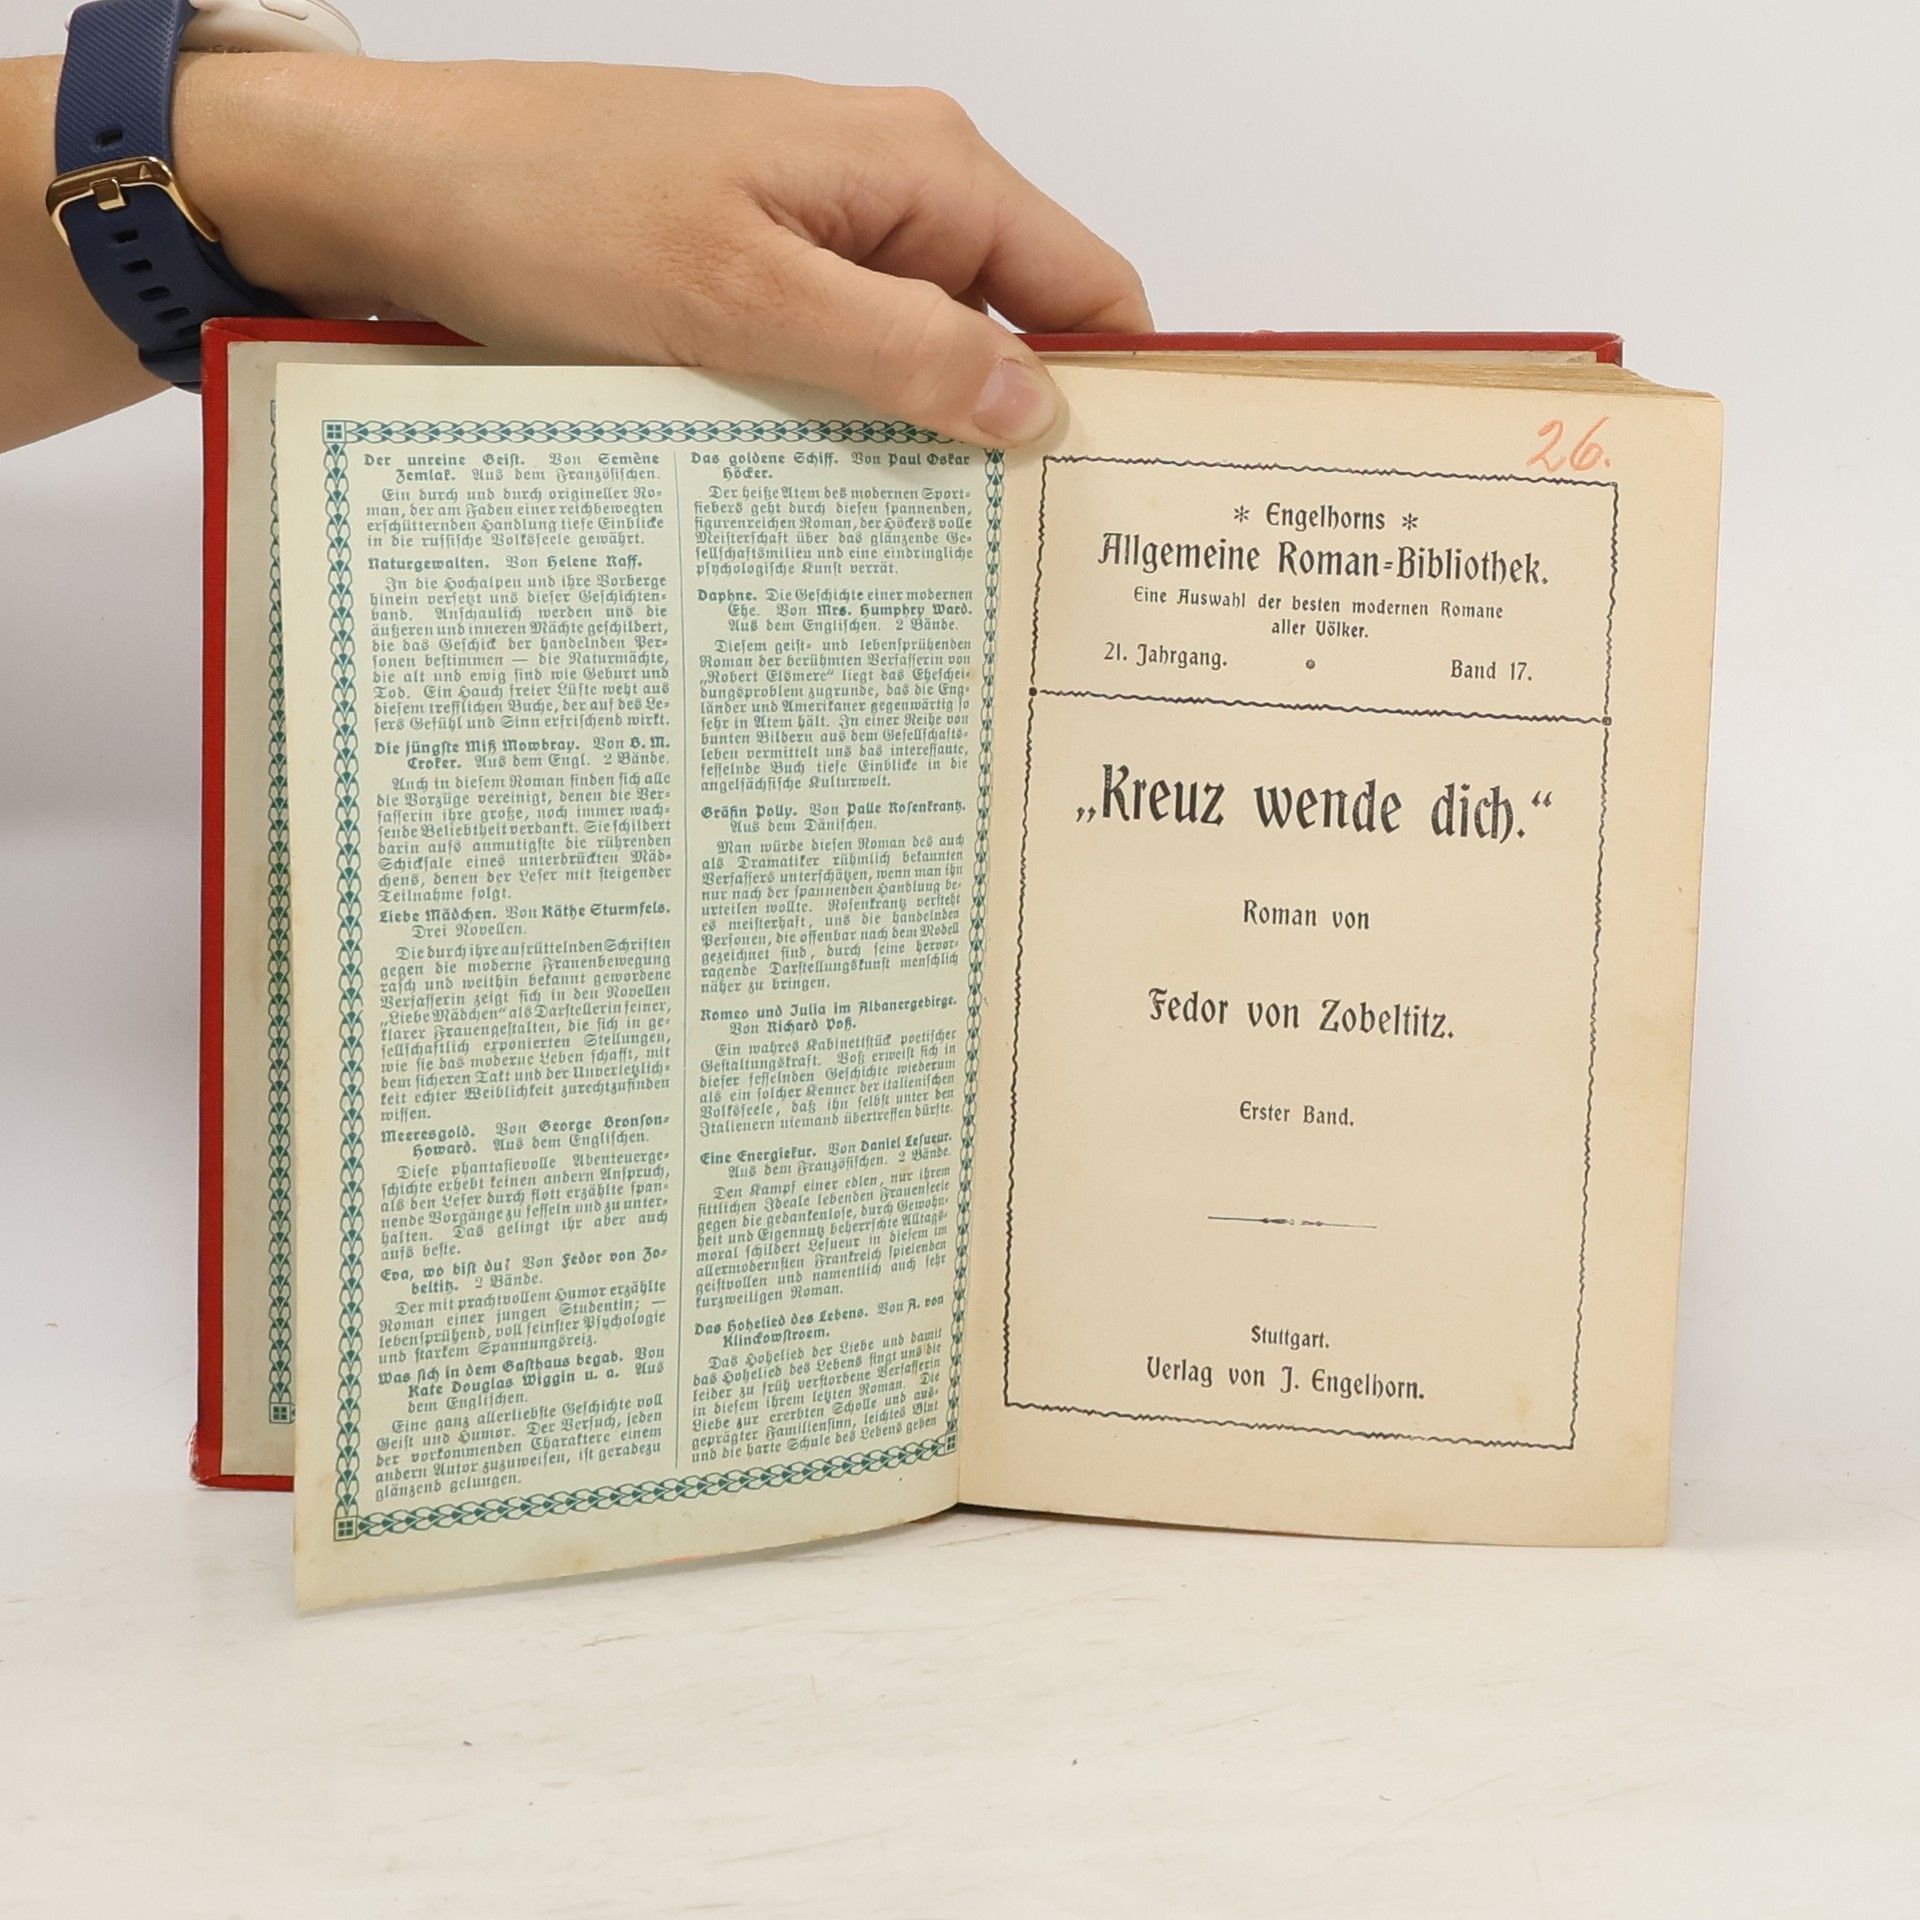 Der unreine Geist. Von Semène
Zemlak. Aus dem Französischen.
Ein durch und durch origineller Ro-
man, der am Faden einer reichbewegten
erschütternden Handlung tiefe Einblicke
in die russische Volksseele gewährt.
Naturgewalten. Von Helene Raff.
In die Hochalpen und ihre Vorberge
hinein versetzt uns dieser Geschichten-
band. Anschaulich werden uns die
äußeren und inneren Mächte geschildert,
die das Geschick der handelnden Per-
sonen bestimmen — die Naturmächte,
die alt und ewig sind wie Geburt und
Tod. Ein Hauch freier Lüfte weht aus
diesem trefflichen Buche, der auf des Le-
sers Gefühl und Sinn erfrischend wirkt.
Die jüngste Miß Mowbray. Von B. M.
Croker. Aus dem Engl. 2 Bände.
Auch in diesem Roman finden sich alle
die Vorzüge vereinigt, denen die Ver-
fasserin ihre große, noch immer wach-
sende Beliebtheit verdankt. Sie schildert
darin aufs anmutigste die rührenden
Schicksale eines unterdrückten Mäd-
chens, denen der Leser mit steigender
Teilnahme folgt.
Liebe Mädchen. Von Käthe Sturmfels.
Drei Novellen.
Die durch ihre aufrüttelnden Schriften
gegen die moderne Frauenbewegung
rasch und weithin bekannt gewordene
Verfasserin zeigt sich in den Novellen
„Liebe Mädchen“ als Darstellerin feiner,
klarer Frauengestalten, die sich in ge-
sellschaftlich exponierten Stellungen,
wie sie das moderne Leben schafft, mit
dem sicheren Takt und der Unverletzlich-
keit echter Weiblichkeit zurechtzufinden
wissen.
Meeresgold. Von George Bronson-
Howard. Aus dem Englischen.
Diese phantasievolle Abenteuerge-
schichte erhebt keinen andern Anspruch,
als den Leser durch flott erzählte span-
nende Vorgänge zu fesseln und zu unter-
halten. Das gelingt ihr aber auch
aufs beste.
Eva, wo bist du? Von Fedor von Zo-
beltitz. 2 Bände.
Der mit prachtvollem Humor erzählte
Roman einer jungen Studentin; —
lebensprühend, voll feinster Psychologie
und starkem Spannungsreiz.
Was sich in dem Gasthaus begab. Von
Kate Douglas Wiggin u. a. Aus
dem Englischen.
Eine ganz allerliebste Geschichte voll
Geist und Humor. Der Versuch, jeden
der vorkommenden Charaktere einem
andern Autor zuzuweisen, ist geradezu
glänzend gelungen.
Das goldene Schiff. Von Paul Oskar
Höcker.
Der heiße Atem des modernen Sport-
fiebers geht durch diesen spannenden,
figurenreichen Roman, der Höckers volle
Meisterschaft über das glänzende Ge-
sellschaftsmilieu und eine eindringliche
psychologische Kunst verrät.
Daphne. Die Geschichte einer modernen
Ehe. Von Mrs. Humphry Ward.
Aus dem Englischen. 2 Bände.
Diesem geist- und lebensprühenden
Roman der berühmten Verfasserin von
„Robert Elsmere“ liegt das Eheschei-
dungsproblem zugrunde, das die Eng-
länder und Amerikaner gegenwärtig so
sehr in Atem hält. In einer Reihe von
bunten Bildern aus dem Gesellschafts-
leben vermittelt uns das interessante,
fesselnde Buch tiefe Einblicke in die
angelsächsische Kulturwelt.
Gräfin Polly. Von Palle Rosenkrantz.
Aus dem Dänischen.
Man würde diesen Roman des auch
als Dramatiker rühmlich bekannten
Verfassers unterschätzen, wenn man ihn
nur nach der spannenden Handlung be-
urteilen wollte. Rosenkrantz versteht
es meisterhaft, uns die handelnden
Personen, die offenbar nach dem Modell
gezeichnet sind, durch seine hervor-
ragende Darstellungskunst menschlich
näher zu bringen.
Romeo und Julia im Albanergebirge.
Von Richard Voß.
Ein wahres Kabinettstück poetischer
Gestaltungskraft. Voß erweist sich in
dieser fesselnden Geschichte wiederum
als ein solcher Kenner der italienischen
Volksseele, daß ihn selbst unter den
Italienern niemand übertreffen dürfte.
Eine Energiekur. Von Daniel Lesueur.
Aus dem Französischen. 2 Bände.
Den Kampf einer edlen, nur ihrem
sittlichen Ideale lebenden Frauenseele
gegen die gedankenlose, durch Gewohn-
heit und Eigennutz beherrschte Alltags-
moral schildert Lesueur in diesem im
allermodernsten Frankreich spielenden
geistvollen und namentlich auch sehr
kurzweiligen Roman.
Das Hohelied des Lebens. Von A. von
Klinckowstroem.
Das Hohelied der Liebe und damit
das Hohelied des Lebens singt uns die
leider zu früh verstorbene Verfasserin
in diesem ihrem letzten Roman. Die
Liebe zur ererbten Scholle und aus-
geprägter Familiensinn, leichtes Blut
und die harte Schule des Lebens geben
26.
* Engelhorns *
Allgemeine Roman-Bibliothek.
Eine Auswahl der besten modernen Romane
aller Völker.
21. Jahrgang. Band 17.
„Kreuz wende dich.“
Roman von
Fedor von Zobeltitz.
Erster Band.
Stuttgart.
Verlag von J. Engelhorn.